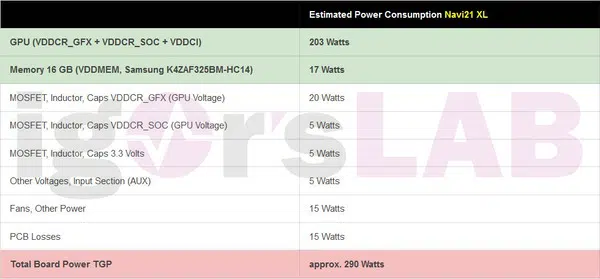 Estimated Power Consumption Navi21 XL
GPU (VDDCR_GFX + VDDCR_SOC + VDDCI) 203 Watts
Memory 16 GB (VDDMEM, Samsung K4ZAF325BM-HC14) 17 Watts
MOSFET, Inductor, Caps VDDCR_GFX (GPU Voltage) 20 Watts
MOSFET, Inductor, Caps VDDCR_SOC (GPU Voltage) 5 Watts
MOSFET, Inductor, Caps 3.3 Volts 5 Watts
Other Voltages, Input Section (AUX) 5 Watts
Fans, Other Power 15 Watts
PCB Losses 15 Watts
Total Board Power TGP approx. 290 Watts
igor'sLAB